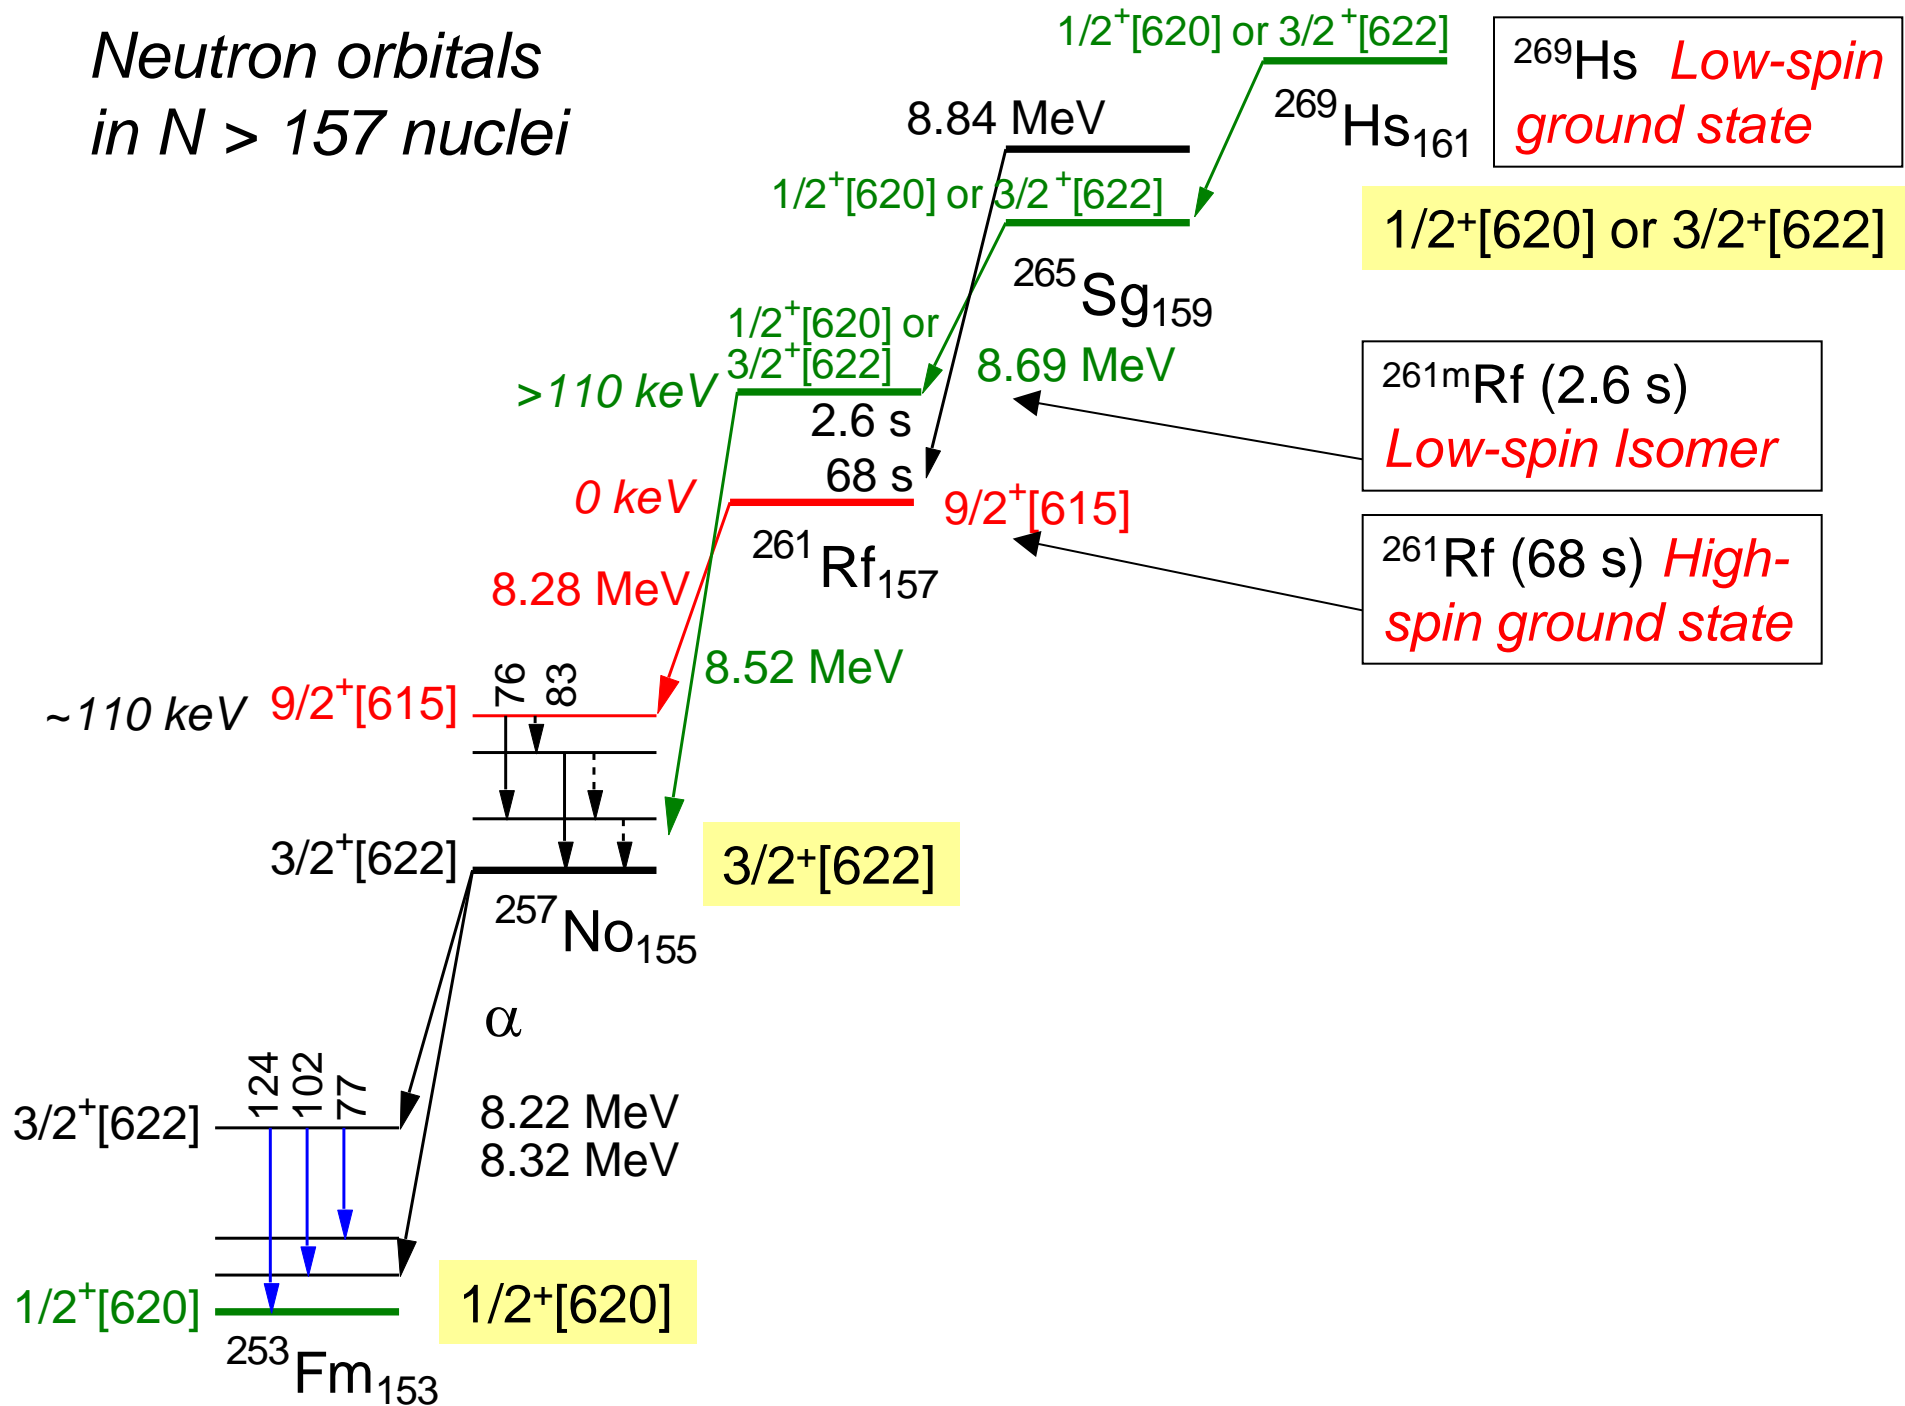 Neutron orbitals
in N > 157 nuclei
1/2⁺[620] or 3/2⁺[622]
²⁶⁹Hs Low-spin
ground state
8.84 MeV
²⁶⁹Hs₁₆₁
1/2⁺[620] or 3/2⁺[622]
1/2⁺[620] or 3/2⁺[622]
²⁶⁵Sg₁₅₉
1/2⁺[620] or
3/2⁺[622]
>110 keV
8.69 MeV
2.6 s
²⁶¹ᵐRf (2.6 s)
Low-spin Isomer
68 s
0 keV
9/2⁺[615]
²⁶¹Rf₁₅₇
²⁶¹Rf (68 s) High-
spin ground state
8.28 MeV
8.52 MeV
76
83
~110 keV
9/2⁺[615]
3/2⁺[622]
3/2⁺[622]
²⁵⁷No₁₅₅
α
124
102
77
3/2⁺[622]
8.22 MeV
8.32 MeV
1/2⁺[620]
1/2⁺[620]
²⁵³Fm₁₅₃